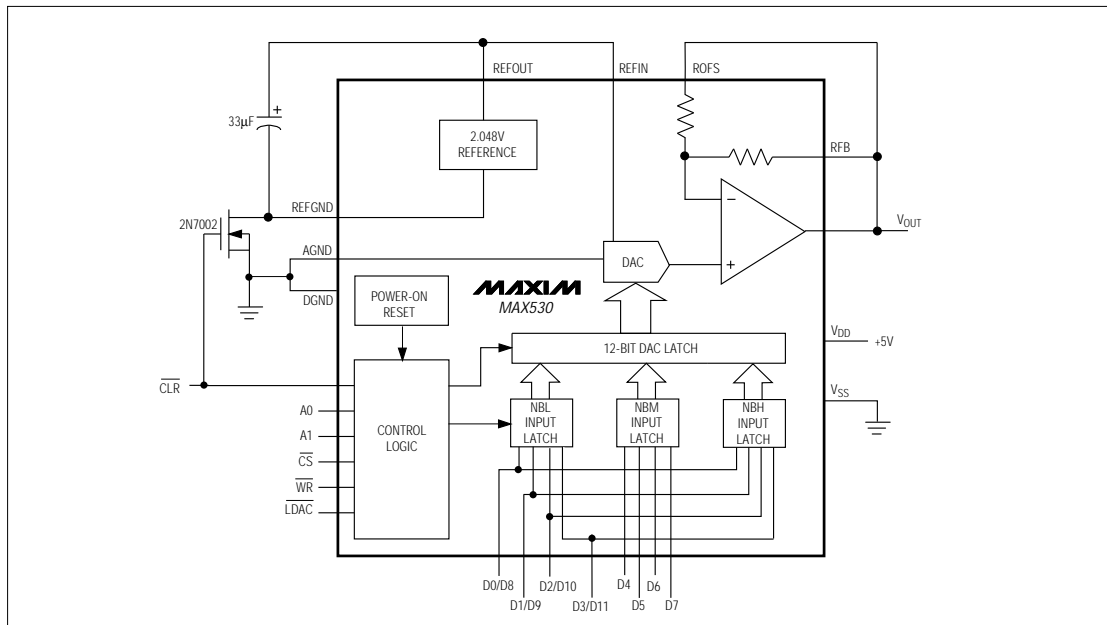 REFOUT
REFIN
ROFS
33µF
+
2.048V
REFERENCE
RFB
2N7002
REFGND
−
+
VOUT
AGND
DAC
DGND
POWER-ON
RESET
MAXIM
MAX530
VDD
+5V
12-BIT DAC LATCH
CLR
VSS
A0
A1
CS
WR
LDAC
CONTROL
LOGIC
NBL
INPUT
LATCH
NBM
INPUT
LATCH
NBH
INPUT
LATCH
D0/D8
D1/D9
D2/D10
D3/D11
D4
D5
D6
D7